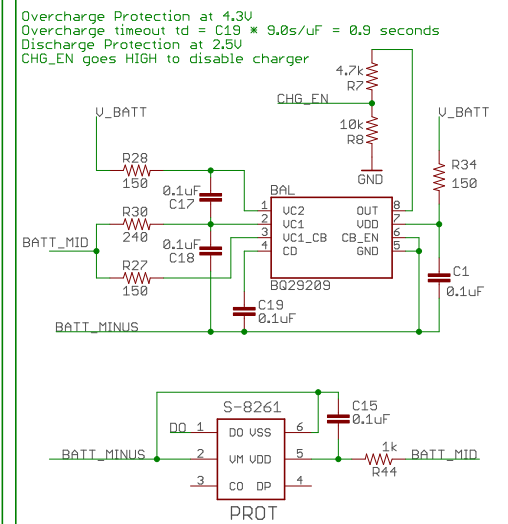 Overcharge Protection at 4.3V
Overcharge timeout td = C19 * 9.0s/uF = 0.9 seconds
Discharge Protection at 2.5V
CHG_EN goes HIGH to disable charger
4.7k
R7
CHG_EN
10k
R8
GND
V_BATT
V_BATT
R28
150
0.1uF
C17
R34
150
BAL
R30
240
1 VC2 OUT 8
2 VC1 VDD 7
3 VC1_CB CB_EN 6
4 CD GND 5
BATT_MID
0.1uF
C18
R27
150
BQ29209
C1
0.1uF
C19
0.1uF
BATT_MINUS
S-8261
C15
0.1uF
DO 1 DO VSS 6
BATT_MINUS 2 VM VDD 5
1k
R44
BATT_MID
3 CO DP 4
PROT